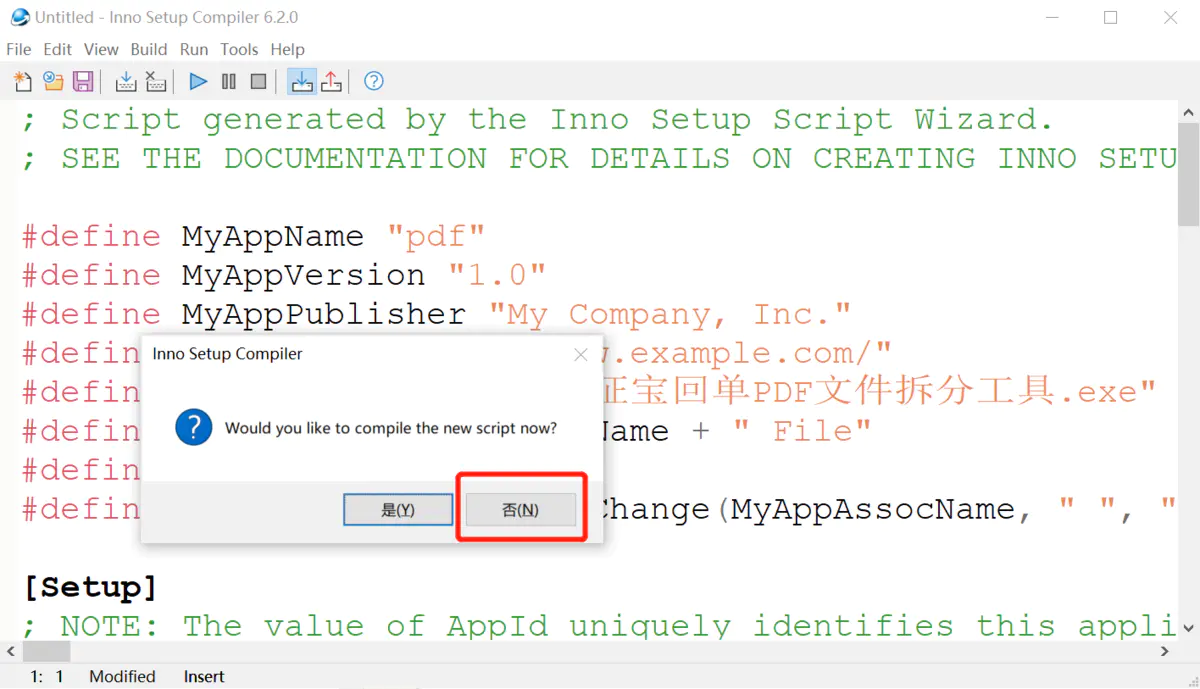 Untitled - Inno Setup Compiler 6.2.0
File Edit View Build Run Tools Help
; Script generated by the Inno Setup Script Wizard.
; SEE THE DOCUMENTATION FOR DETAILS ON CREATING INNO SETU
#define MyAppName "pdf"
#define MyAppVersion "1.0"
#define MyAppPublisher "My Company, Inc."
#defin .example.com/"
#defin 宝回单PDF文件拆分工具.exe"
#defin Name + " File"
#defin
#defin Change(MyAppAssocName, " ", "
Inno Setup Compiler
Would you like to compile the new script now?
是(Y) 否(N)
[Setup]
; NOTE: The value of AppId uniquely identifies this appli
1: 1 Modified Insert